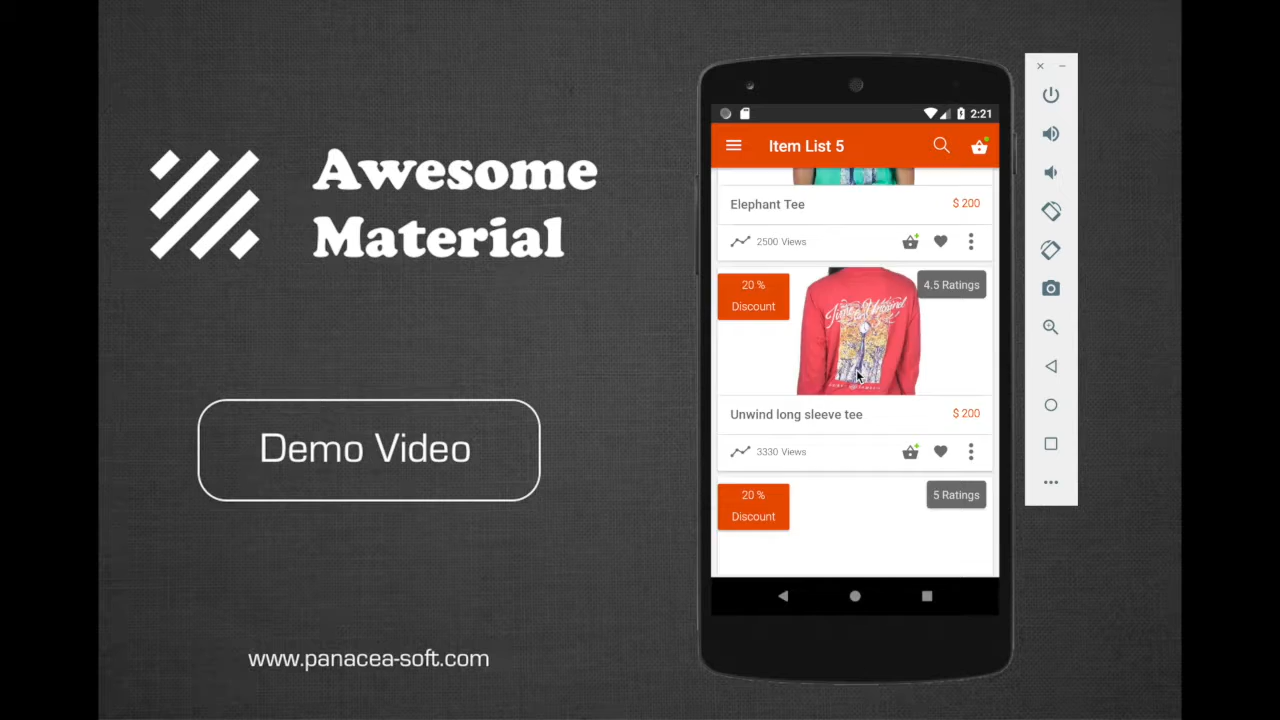 Awesome
Material
Demo Video
www.panacea-soft.com
2:21
Item List 5
Elephant Tee
$ 200
2500 Views
20 %
Discount
4.5 Ratings
Unwind long sleeve tee
$ 200
3330 Views
20 %
Discount
5 Ratings